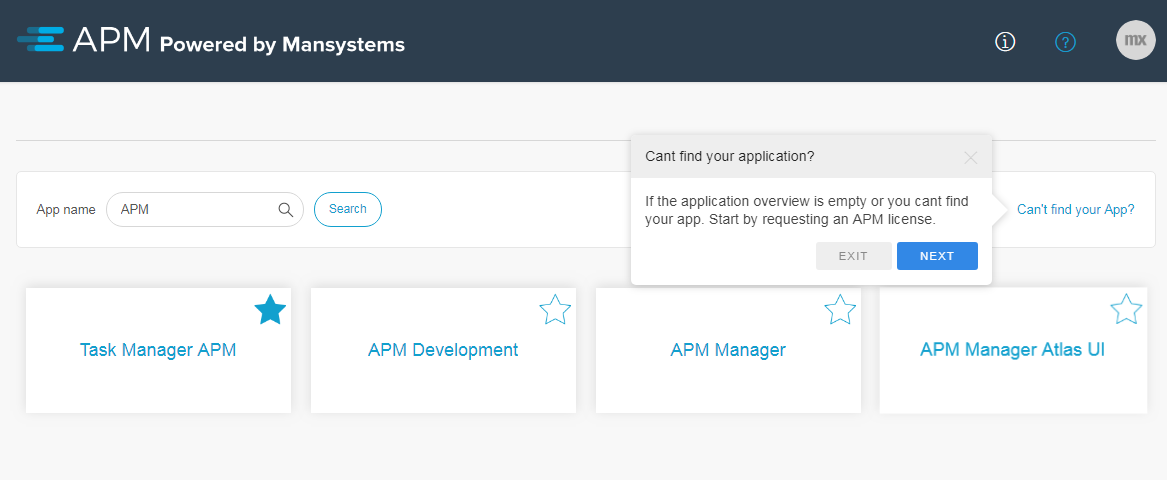 APM Powered by Mansystems
mx
Cant find your application?
If the application overview is empty or you cant find
your app. Start by requesting an APM license.
EXIT
NEXT
App name
APM
Search
Can't find your App?
Task Manager APM
APM Development
APM Manager
APM Manager Atlas UI